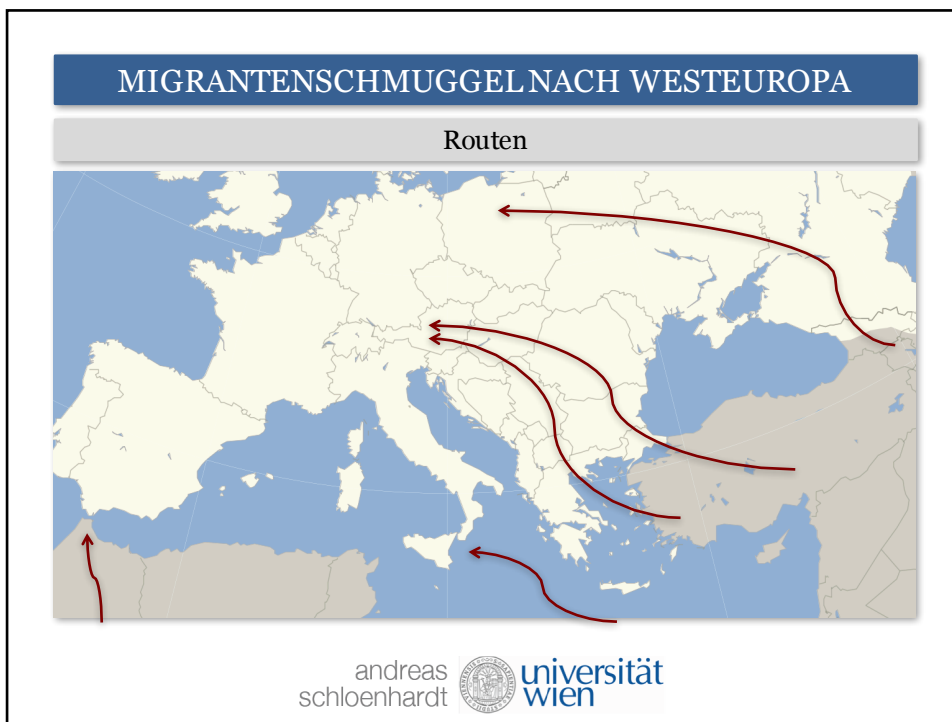 MIGRANTENSCHMUGGEL NACH WESTEUROPA
Routen
andreas
schloenhardt
universität
wien